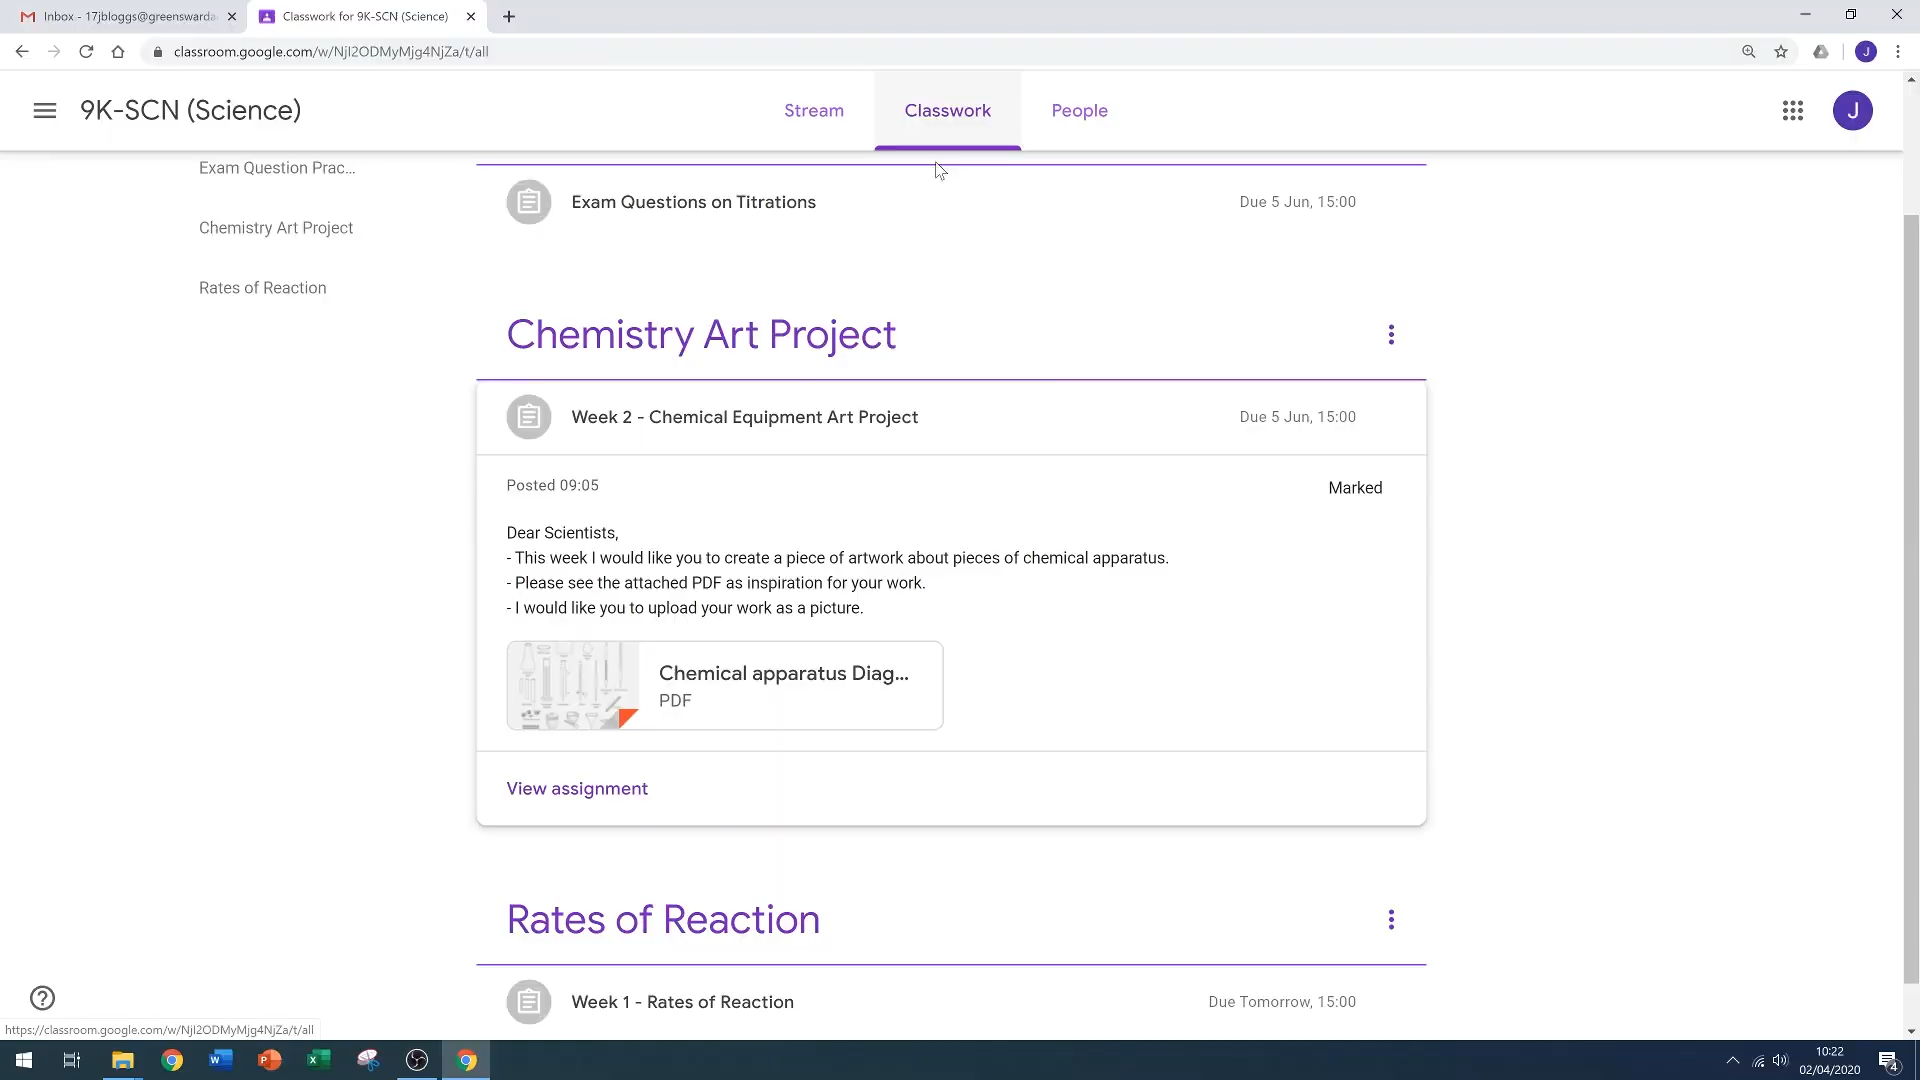 Inbox - 17jbloggs@greenswarda
Classwork for 9K-SCN (Science)
classroom.google.com/w/NjI2ODMyMjg4NjZa/t/all
J
9K-SCN (Science)
Stream
Classwork
People
J
Exam Question Prac...
Chemistry Art Project
Rates of Reaction
Exam Questions on Titrations
Due 5 Jun, 15:00
Chemistry Art Project
Week 2 - Chemical Equipment Art Project
Due 5 Jun, 15:00
Posted 09:05
Marked
Dear Scientists,
- This week I would like you to create a piece of artwork about pieces of chemical apparatus.
- Please see the attached PDF as inspiration for your work.
- I would like you to upload your work as a picture.
Chemical apparatus Diag...
PDF
View assignment
Rates of Reaction
Week 1 - Rates of Reaction
Due Tomorrow, 15:00
https://classroom.google.com/w/NjI2ODMyMjg4NjZa/t/all
10:22
02/04/2020
4